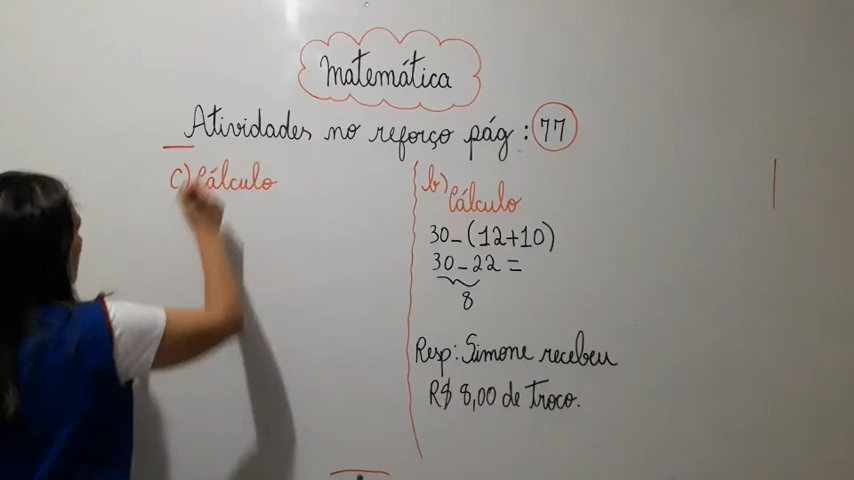 Matemática
Atividades no reforço pág: 77
c) Cálculo
b) Cálculo
30-(12+10)
30-22=
8
Resp: Simone recebeu
R$ 8,00 de troco.